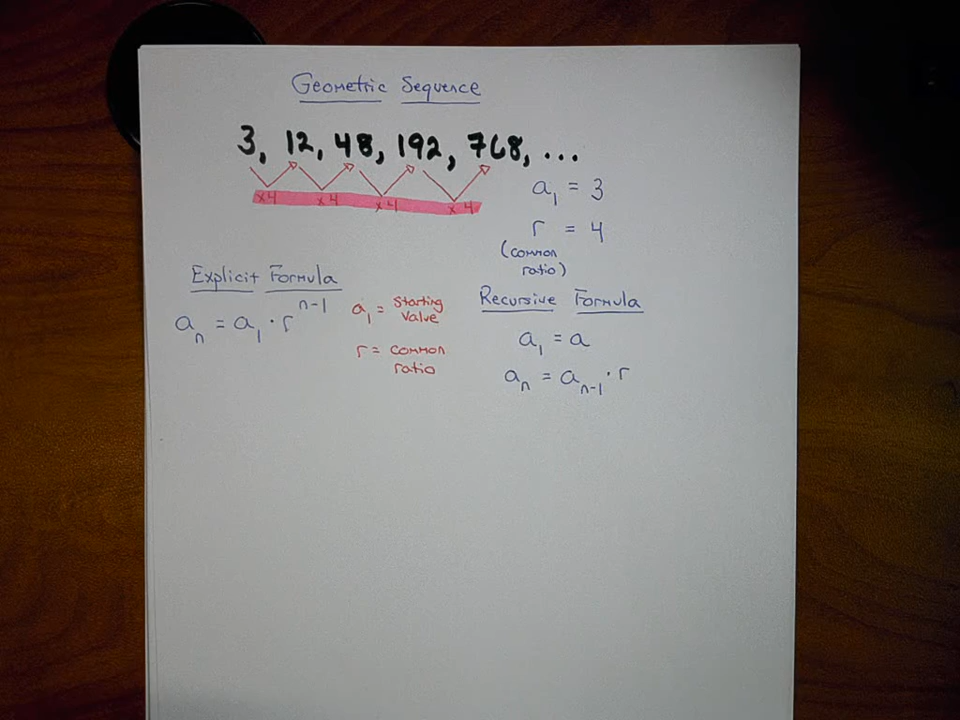 Geometric Sequence
3, 12, 48, 192, 768, ...
x4 x4 x4 x4
a₁ = 3
r = 4
(common
ratio)
Explicit Formula
aₙ = a₁ · rⁿ⁻¹
a₁ = Starting
Value
r = common
ratio
Recursive Formula
a₁ = a
aₙ = aₙ₋₁ · r